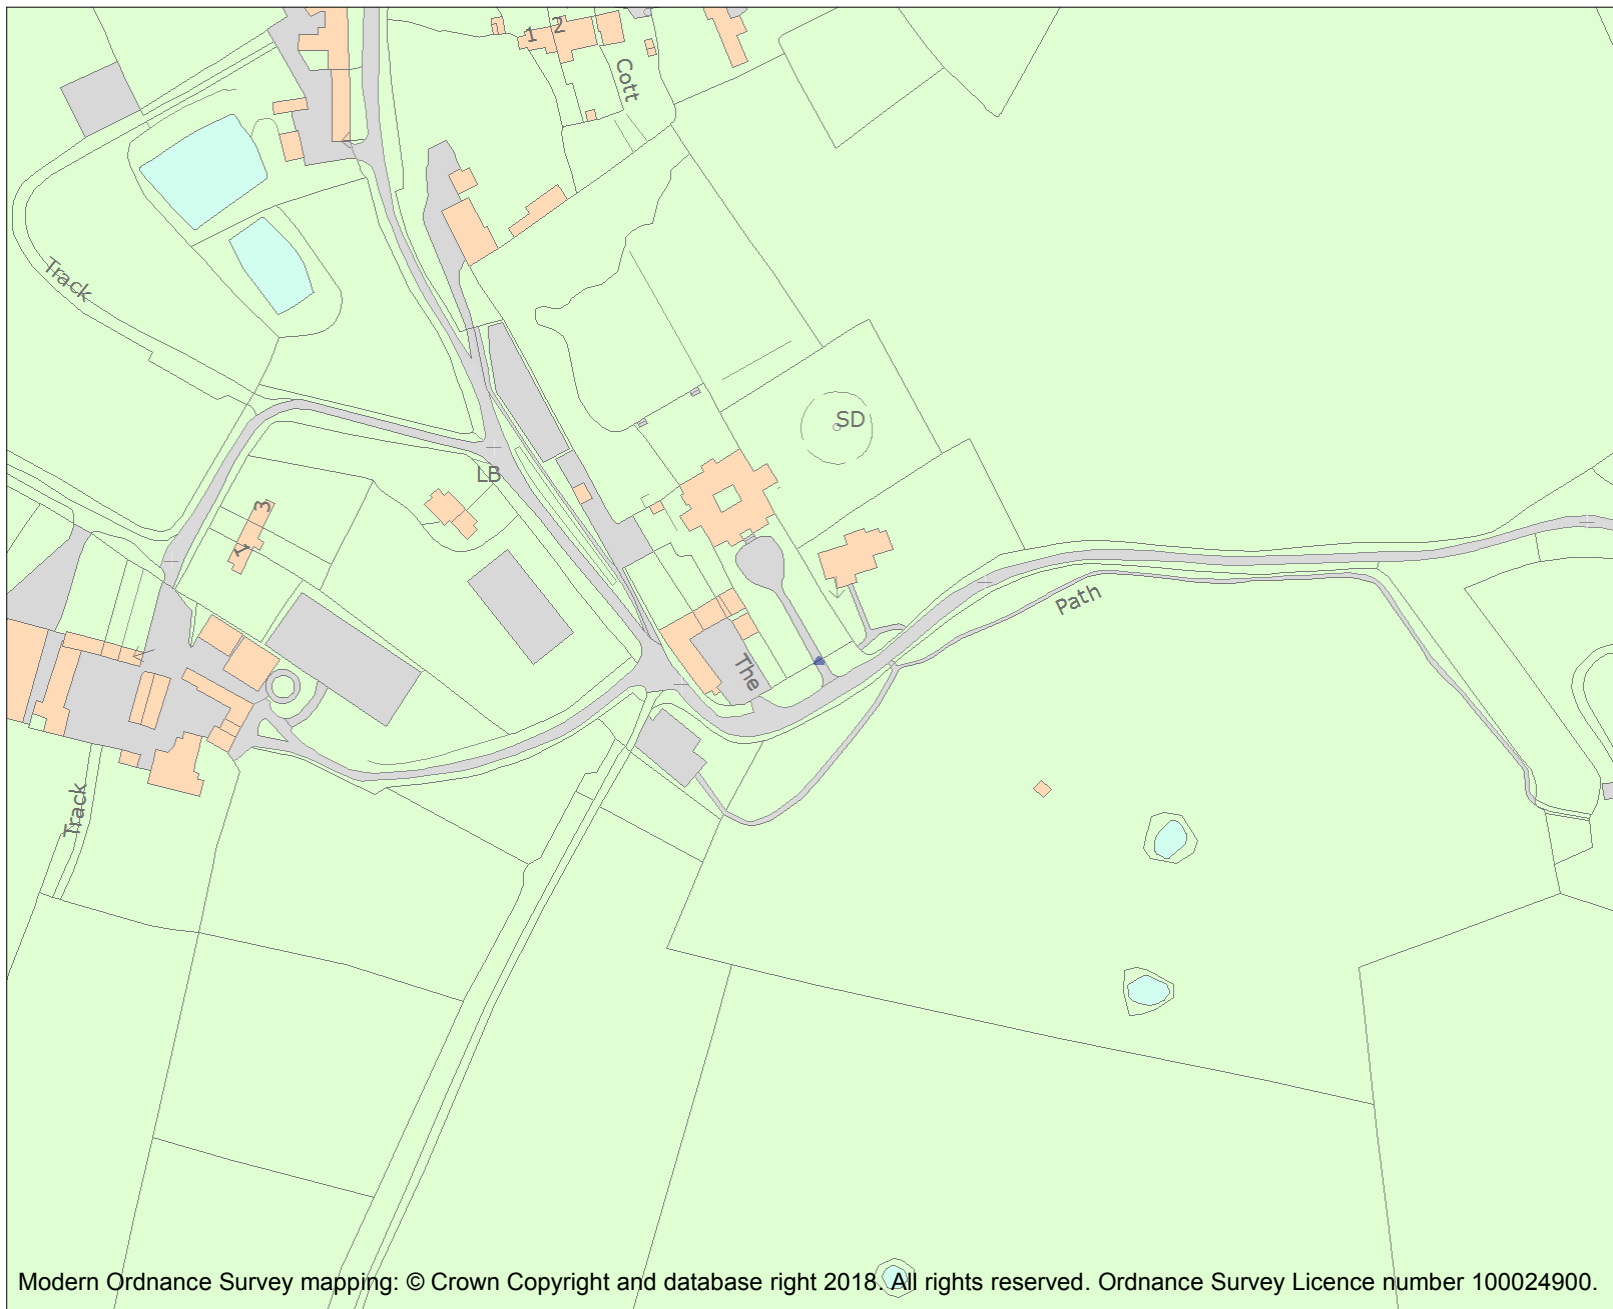 1 2
Cott
Track
SD
LB
3
1
Path
The
Track
Modern Ordnance Survey mapping: © Crown Copyright and database right 2018. All rights reserved. Ordnance Survey Licence number 100024900.